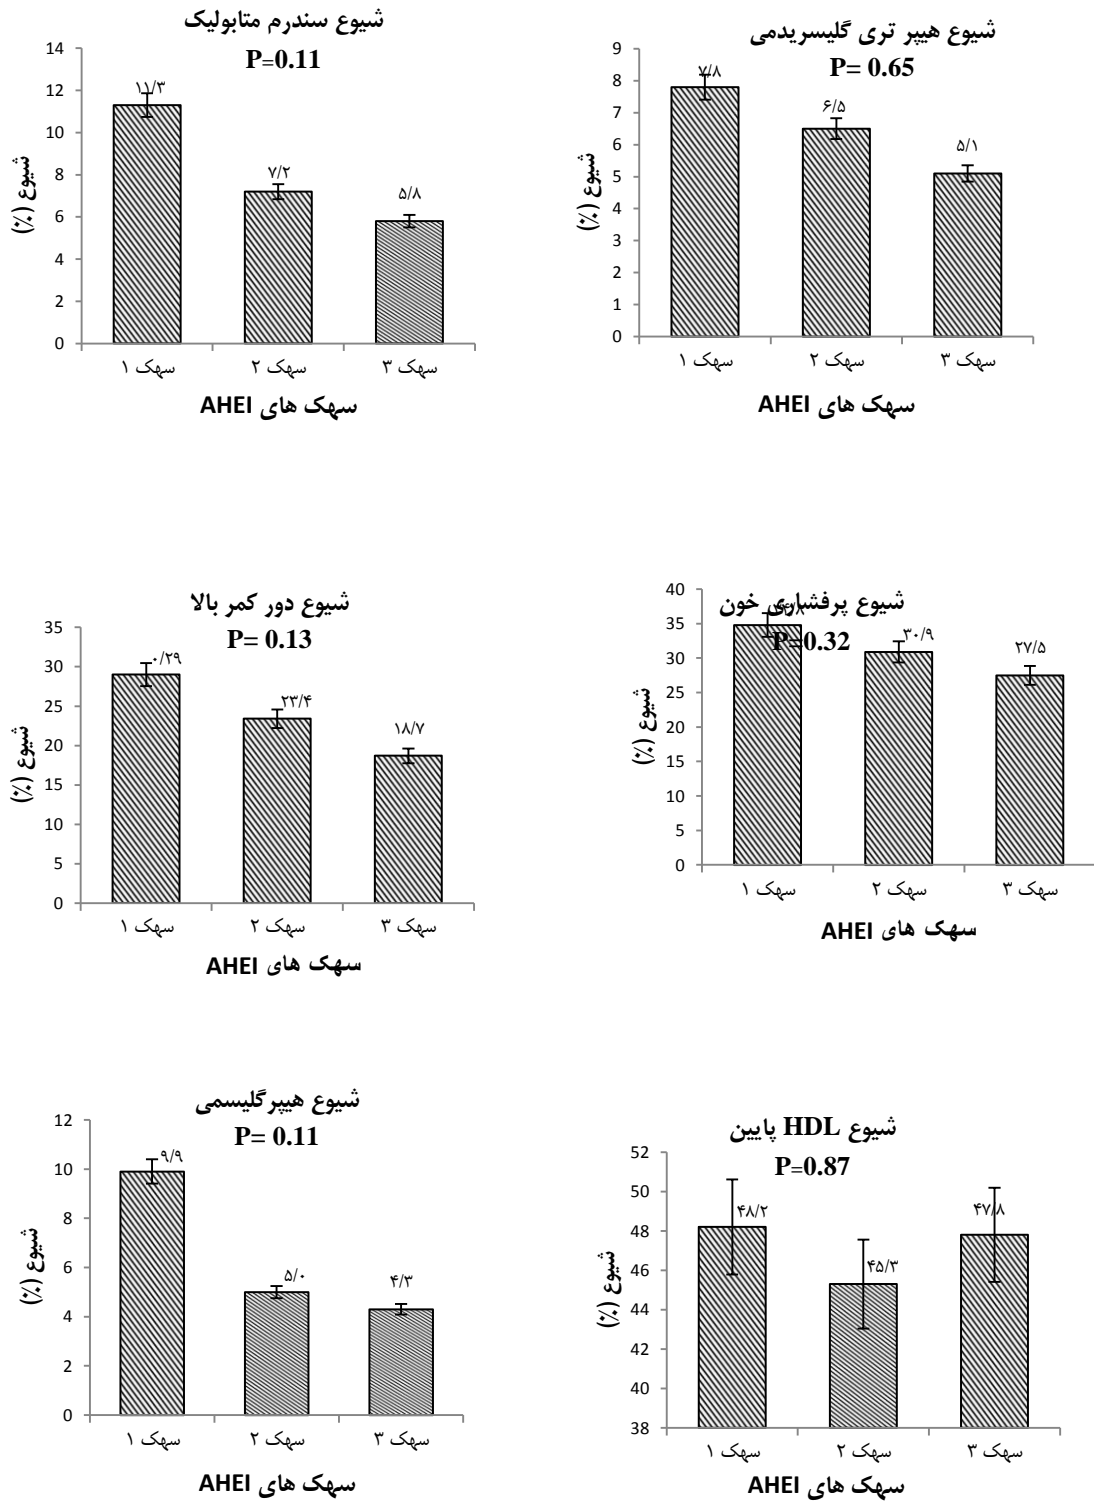 شیوع سندرم متابولیک
P=0.11
14
12
10
8
6
4
2
0
شیوع (%)
۱۱/۳
۷/۲
۵/۸
سهک ۱
سهک ۲
سهک ۳
سهک های AHEI
شیوع هیپر تری گلیسریدمی
P= 0.65
9
8
7
6
5
4
3
2
1
0
شیوع (%)
۷/۸
۶/۵
۵/۱
سهک ۱
سهک ۲
سهک ۳
سهک های AHEI
شیوع دور کمر بالا
P= 0.13
35
30
25
20
15
10
5
0
شیوع (%)
۰/۲۹
۲۳/۴
۱۸/۷
سهک ۱
سهک ۲
سهک ۳
سهک های AHEI
شیوع پرفشاری خون
P=0.32
40
35
30
25
20
15
10
5
0
شیوع (%)
۳۰/۹
۲۷/۵
سهک ۱
سهک ۲
سهک ۳
سهک های AHEI
شیوع هیپرگلیسمی
P= 0.11
12
10
8
6
4
2
0
شیوع (%)
۹/۹
۵/۰
۴/۳
سهک ۱
سهک ۲
سهک ۳
سهک های AHEI
شیوع HDL پایین
P=0.87
52
50
48
46
44
42
40
38
شیوع (%)
۴۸/۲
۴۵/۳
۴۷/۸
سهک ۱
سهک ۲
سهک ۳
سهک های AHEI